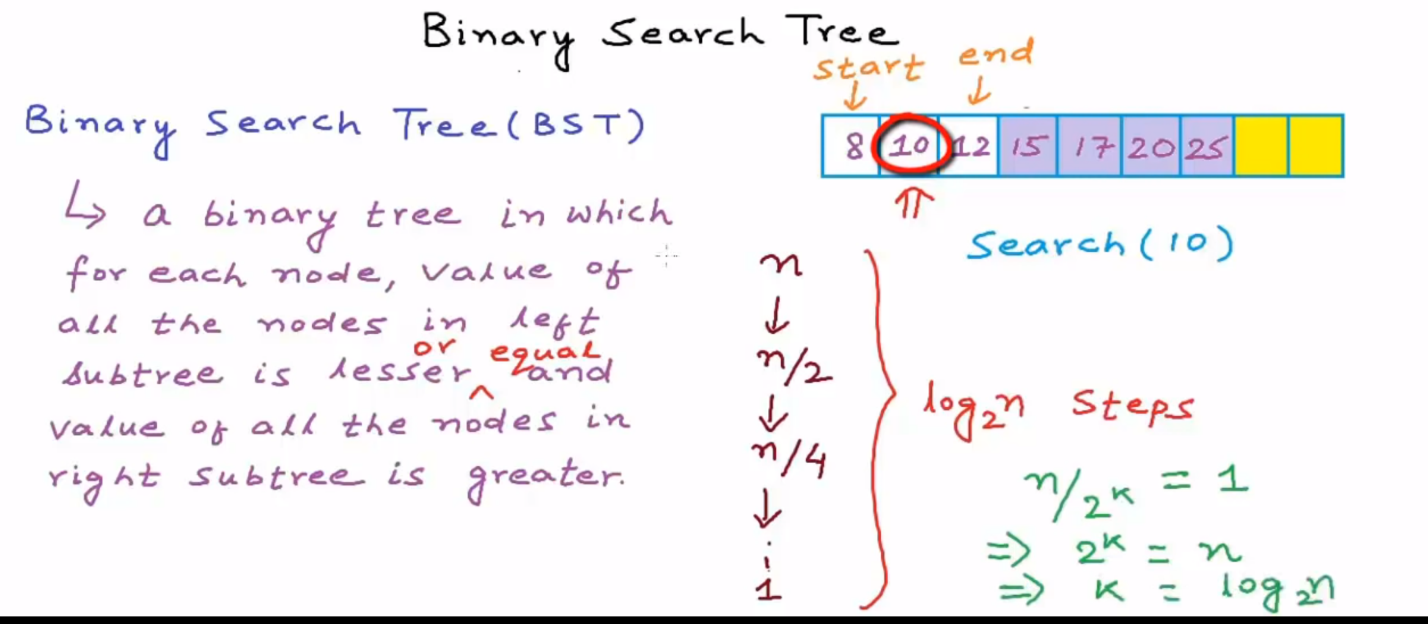 Binary Search Tree
Binary Search Tree (BST)
↳ a binary tree in which
for each node, value of
all the nodes in left
or equal
subtree is lesser ^ and
value of all the nodes in
right subtree is greater.
start end
↓ ↓
8 10 12 15 17 20 25
⇑
Search(10)
n
↓
n/2
↓
n/4
↓
⋮
1
log₂n Steps
n/2ᴷ = 1
=> 2ᴷ = n
=> K = log₂n